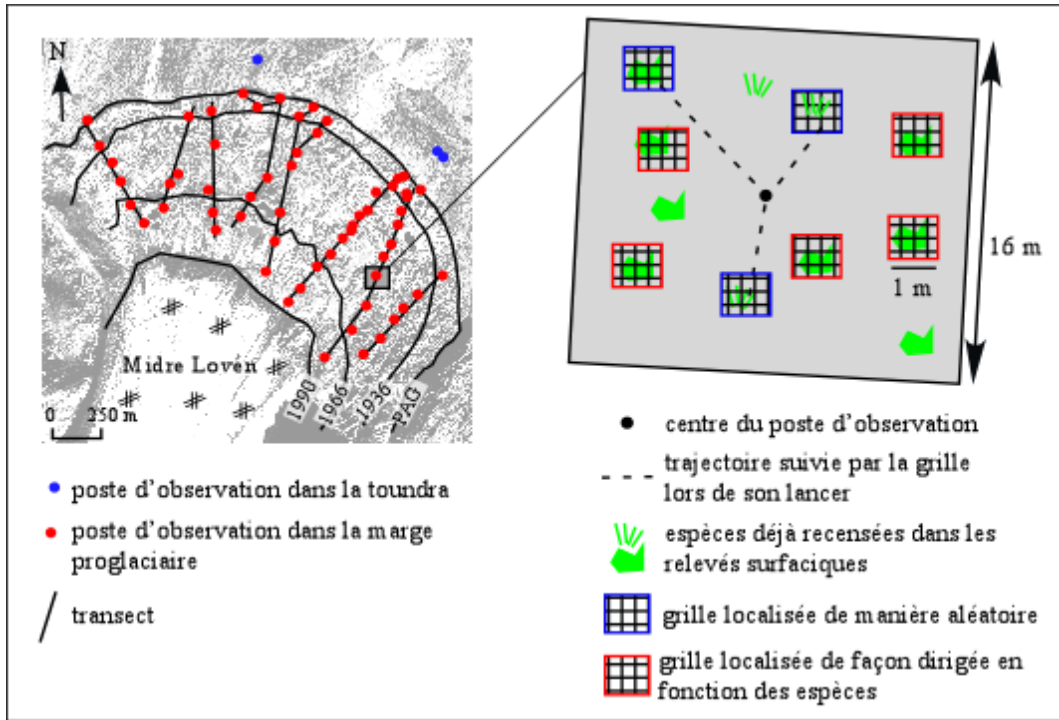 N
Midre Lovén
0 250 m
1990
1966
1936
PAG
poste d'observation dans la toundra
poste d'observation dans la marge
proglaciaire
transect
16 m
1 m
centre du poste d'observation
trajectoire suivie par la grille
lors de son lancer
espèces déjà recensées dans les
relevés surfaciques
grille localisée de manière aléatoire
grille localisée de façon dirigée en
fonction des espèces